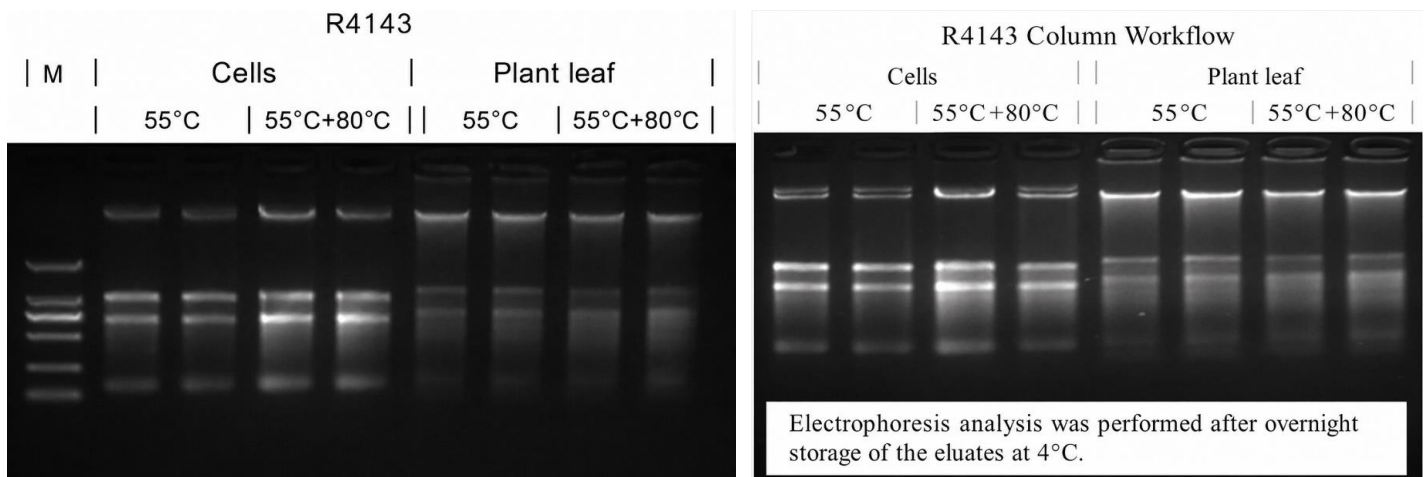 R4143
| M | Cells | Plant leaf |
| 55°C | 55°C+80°C || 55°C | 55°C+80°C |
R4143 Column Workflow
| Cells || Plant leaf |
| 55°C | 55°C+80°C || 55°C | 55°C+80°C |
Electrophoresis analysis was performed after overnight
storage of the eluates at 4°C.